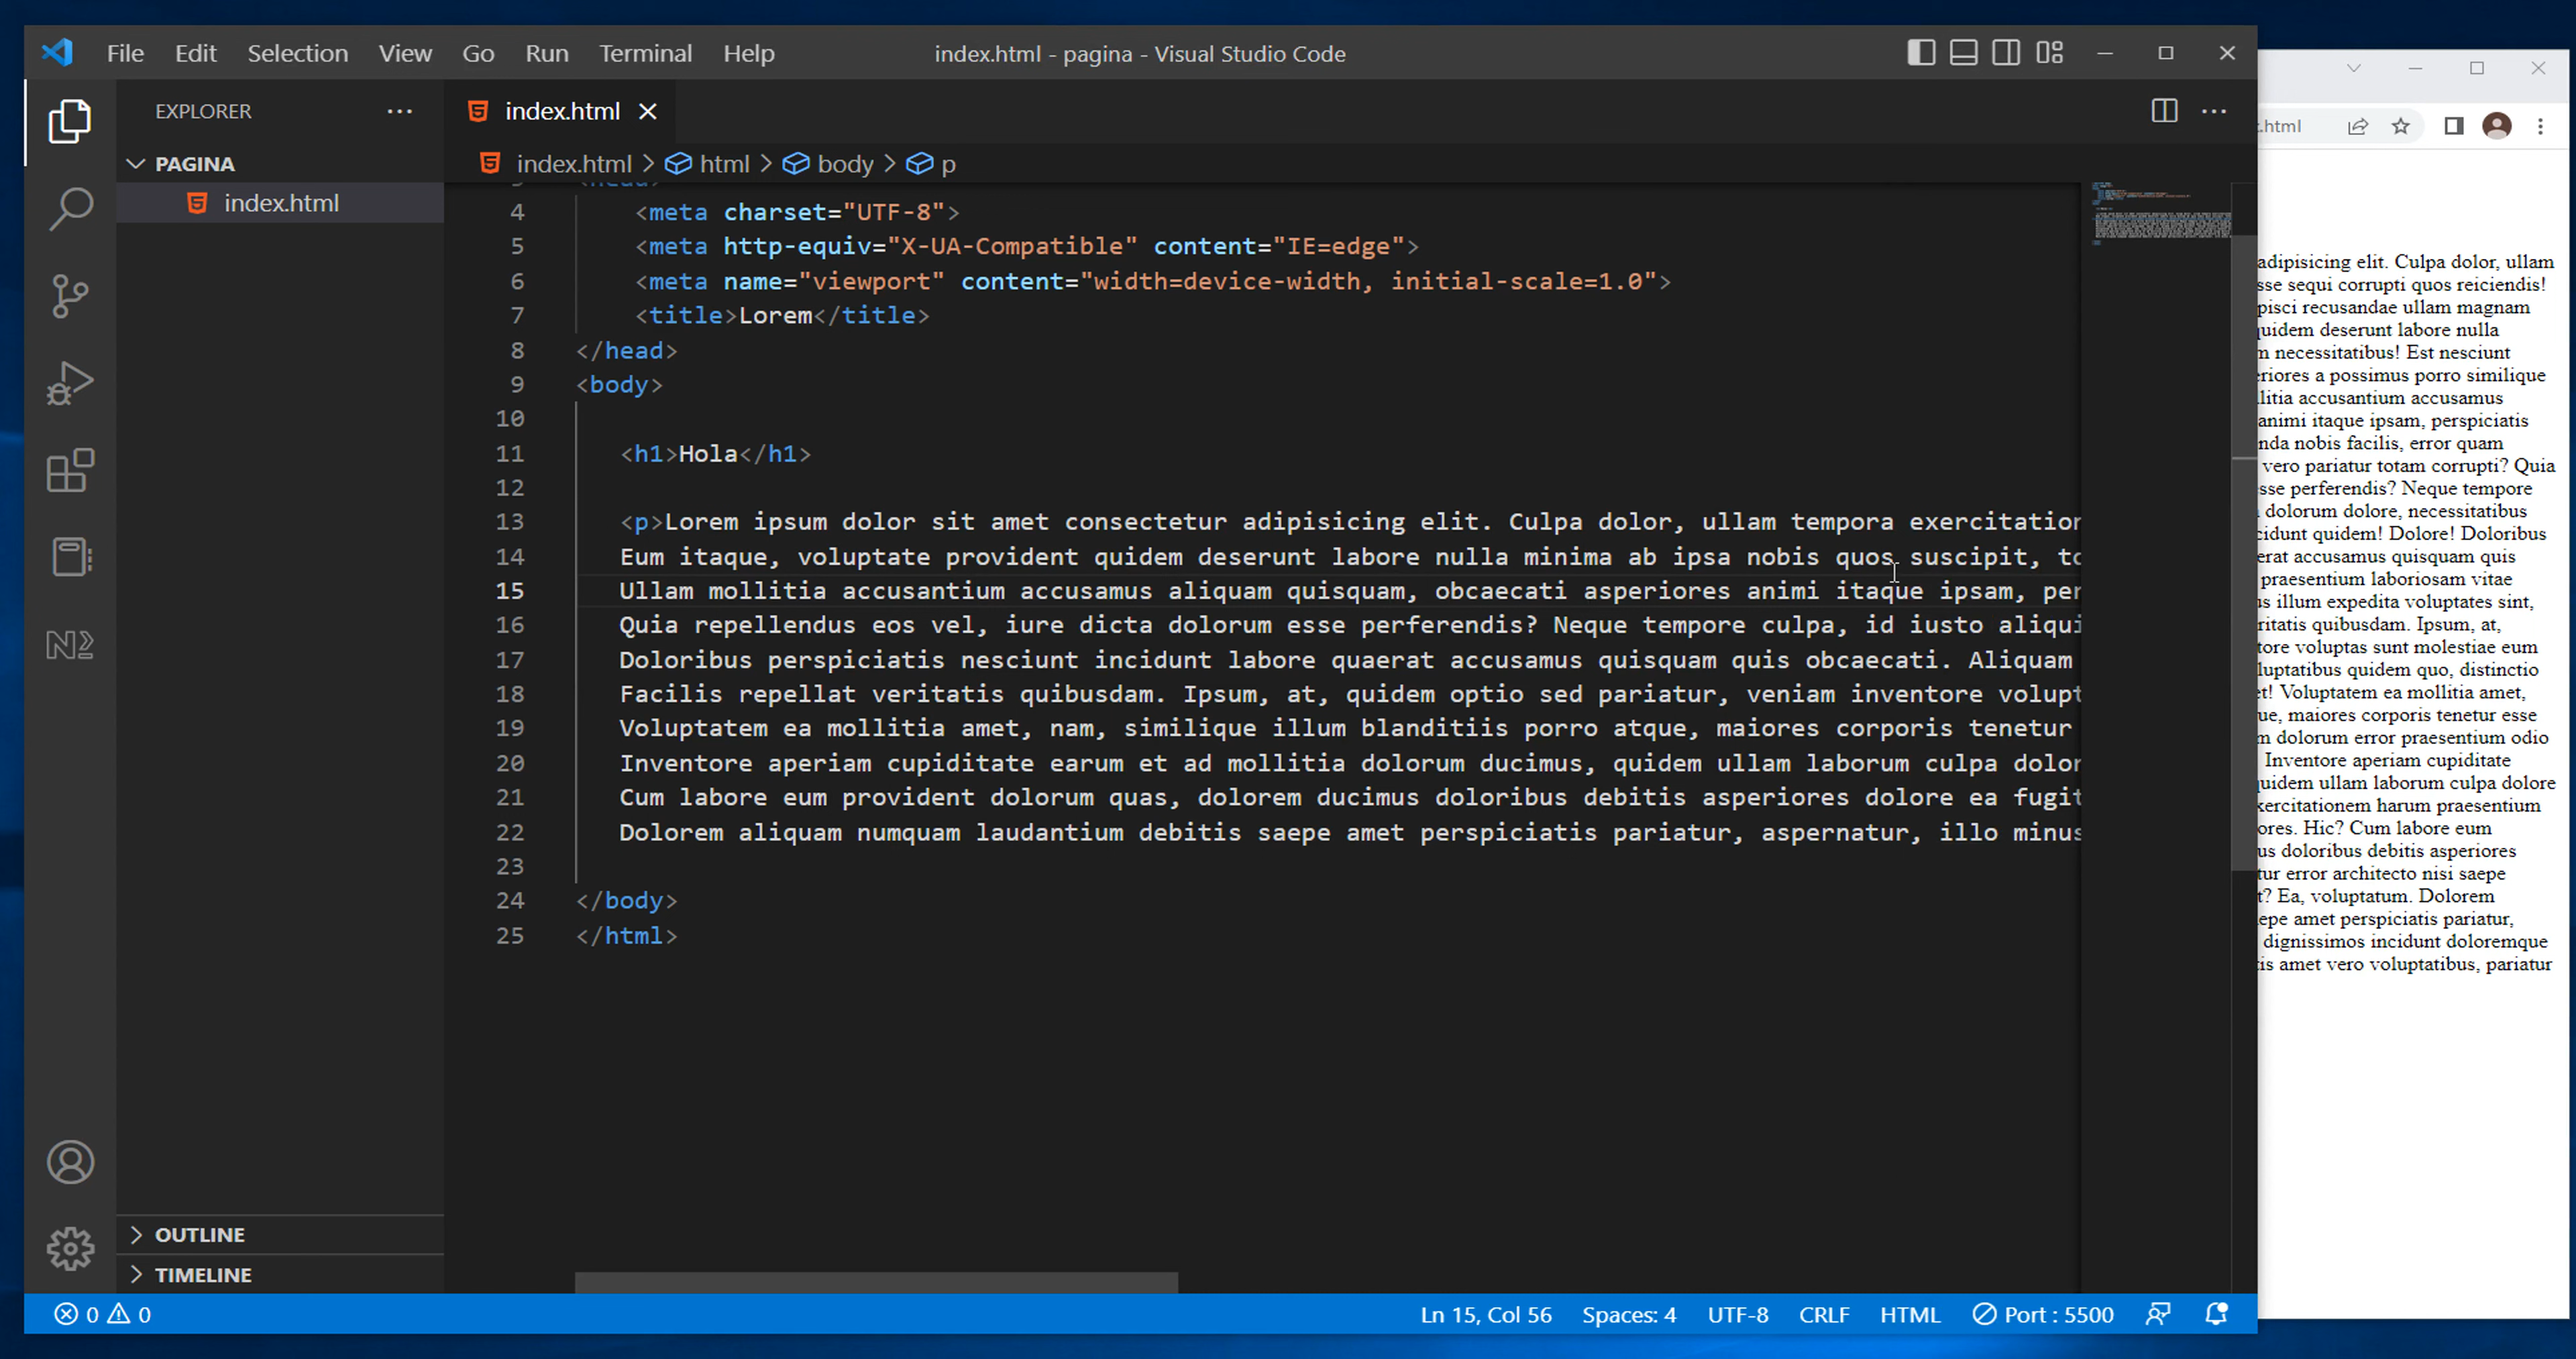 File Edit Selection View Go Run Terminal Help
index.html - pagina - Visual Studio Code
EXPLORER
PAGINA
index.html
OUTLINE
TIMELINE
index.html
index.html > html > body > p
4 <meta charset="UTF-8">
5 <meta http-equiv="X-UA-Compatible" content="IE=edge">
6 <meta name="viewport" content="width=device-width, initial-scale=1.0">
7 <title>Lorem</title>
8 </head>
9 <body>
10
11 <h1>Hola</h1>
12
13 <p>Lorem ipsum dolor sit amet consectetur adipisicing elit. Culpa dolor, ullam tempora exercitation
14 Eum itaque, voluptate provident quidem deserunt labore nulla minima ab ipsa nobis quos suscipit, to
15 Ullam mollitia accusantium accusamus aliquam quisquam, obcaecati asperiores animi itaque ipsam, per
16 Quia repellendus eos vel, iure dicta dolorum esse perferendis? Neque tempore culpa, id iusto aliqui
17 Doloribus perspiciatis nesciunt incidunt labore quaerat accusamus quisquam quis obcaecati. Aliquam
18 Facilis repellat veritatis quibusdam. Ipsum, at, quidem optio sed pariatur, veniam inventore volupt
19 Voluptatem ea mollitia amet, nam, similique illum blanditiis porro atque, maiores corporis tenetur
20 Inventore aperiam cupiditate earum et ad mollitia dolorum ducimus, quidem ullam laborum culpa dolor
21 Cum labore eum provident dolorum quas, dolorem ducimus doloribus debitis asperiores dolore ea fugit
22 Dolorem aliquam numquam laudantium debitis saepe amet perspiciatis pariatur, aspernatur, illo minus
23
24 </body>
25 </html>
0 0
Ln 15, Col 56 Spaces: 4 UTF-8 CRLF HTML Port : 5500
.html
adipisicing elit. Culpa dolor, ullam
sse sequi corrupti quos reiciendis!
pisci recusandae ullam magnam
quidem deserunt labore nulla
necessitatibus! Est nesciunt
eriores a possimus porro similique
llitia accusantium accusamus
animi itaque ipsam, perspiciatis
nda nobis facilis, error quam
vero pariatur totam corrupti? Quia
esse perferendis? Neque tempore
dolorum dolore, necessitatibus
cidunt quidem! Dolore! Doloribus
erat accusamus quisquam quis
praesentium laboriosam vitae
us illum expedita voluptates sint,
ritatis quibusdam. Ipsum, at,
tore voluptas sunt molestiae eum
luptatibus quidem quo, distinctio
et! Voluptatem ea mollitia amet,
ue, maiores corporis tenetur esse
m dolorum error praesentium odio
Inventore aperiam cupiditate
quidem ullam laborum culpa dolore
xercitationem harum praesentium
ores. Hic? Cum labore eum
us doloribus debitis asperiores
tur error architecto nisi saepe
t? Ea, voluptatum. Dolorem
epe amet perspiciatis pariatur,
dignissimos incidunt doloremque
tis amet vero voluptatibus, pariatur